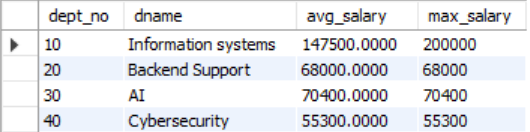 dept_no dname avg_salary max_salary
10 Information systems 147500.0000 200000
20 Backend Support 68000.0000 68000
30 AI 70400.0000 70400
40 Cybersecurity 55300.0000 55300